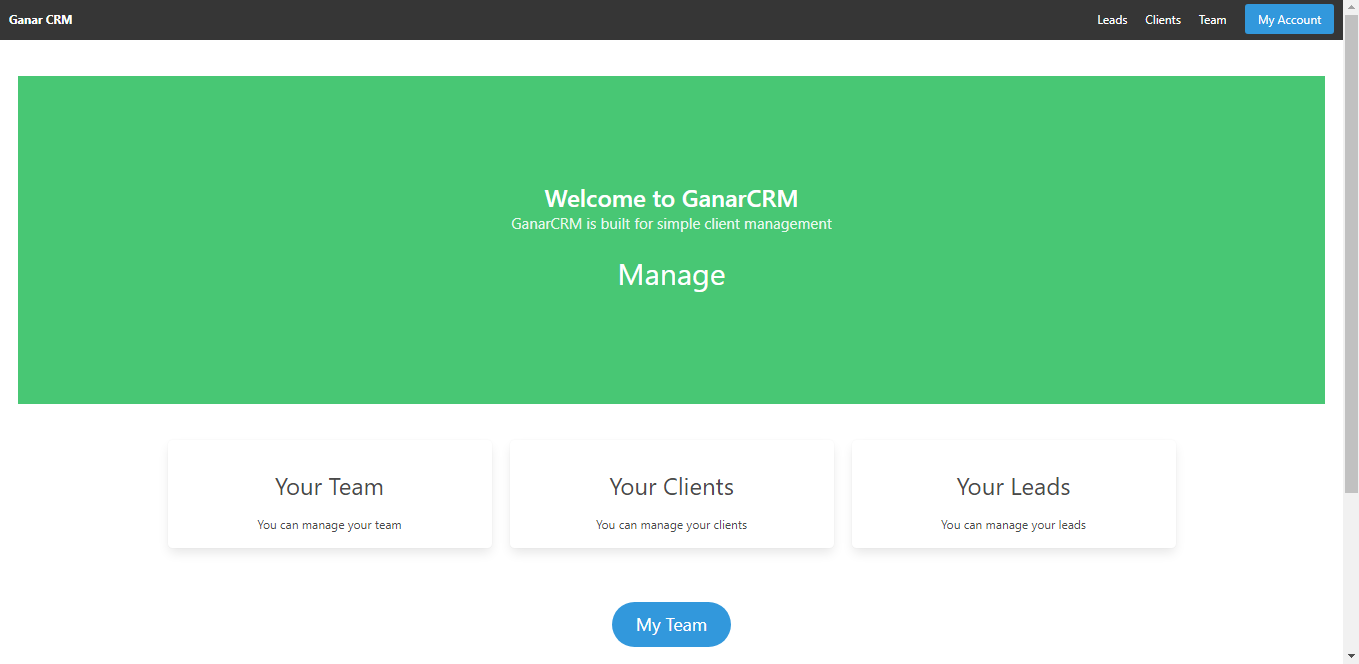 Ganar CRM
Leads Clients Team My Account
Welcome to GanarCRM
GanarCRM is built for simple client management
Manage
Your Team
You can manage your team
Your Clients
You can manage your clients
Your Leads
You can manage your leads
My Team